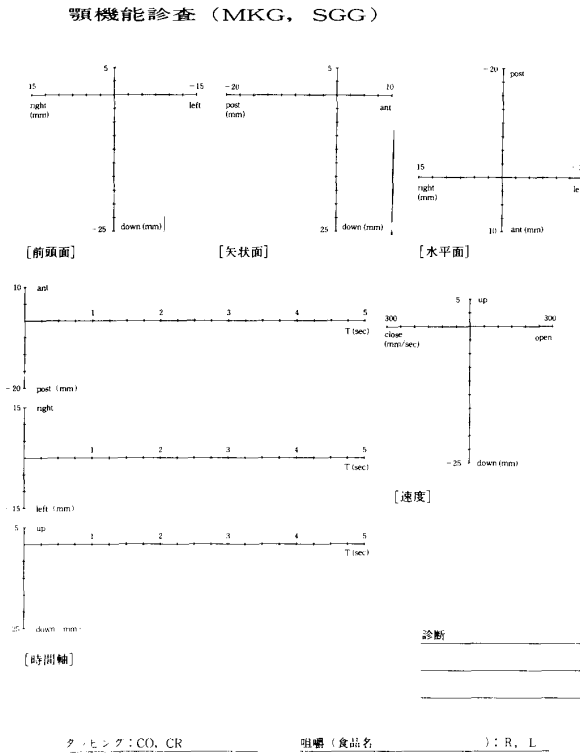 顎機能診査（MKG, SGG）
5
15
-15
right
(mm)
left
-25 down (mm)
[前頭面]
5
-20
10
post
(mm)
ant
-25 down (mm)
[矢状面]
-20 post
15
right
(mm)
10 ant (mm)
[水平面]
10 ant
1 2 3 4 5
T (sec)
-20 post (mm)
15 right
1 2 3 4 5
T (sec)
-15 left (mm)
5 up
1 2 3 4 5
T (sec)
25 down (mm)
[時間軸]
5 up
300
300
close
(mm/sec)
open
-25 down (mm)
[速度]
診断
タッピング：CO, CR
咀嚼（食品名　　　　）：R, L